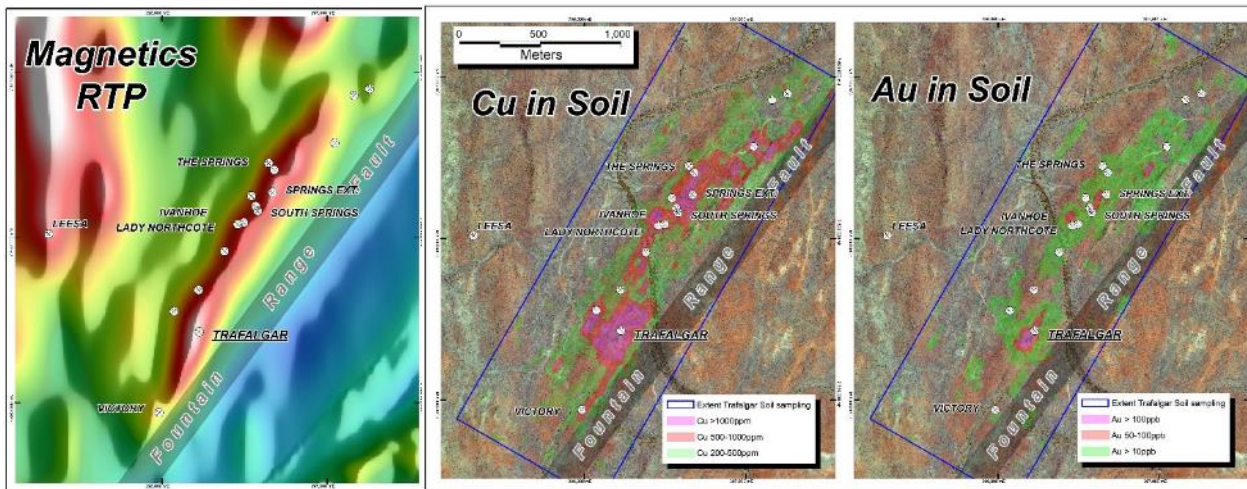 Magnetics
RTP
THE SPRINGS
SPRINGS EXT.
IVANHOE
SOUTH SPRINGS
LADY NORTHCOTE
LEESA
TRAFALGAR
VICTORY
Fountain Range Fault
0 500 1,000
Meters
Cu in Soil
THE SPRINGS
SPRINGS EXT.
IVANHOE
SOUTH SPRINGS
LADY NORTHCOTE
LEESA
TRAFALGAR
VICTORY
Fountain Range Fault
Extent Trafalgar Soil sampling
Cu >1000ppm
Cu 500-1000ppm
Cu 200-500ppm
Au in Soil
THE SPRINGS
SPRINGS EXT.
IVANHOE
SOUTH SPRINGS
LADY NORTHCOTE
LEESA
TRAFALGAR
VICTORY
Fountain Range Fault
Extent Trafalgar Soil sampling
Au > 100ppb
Au 50-100ppb
Au > 10ppb